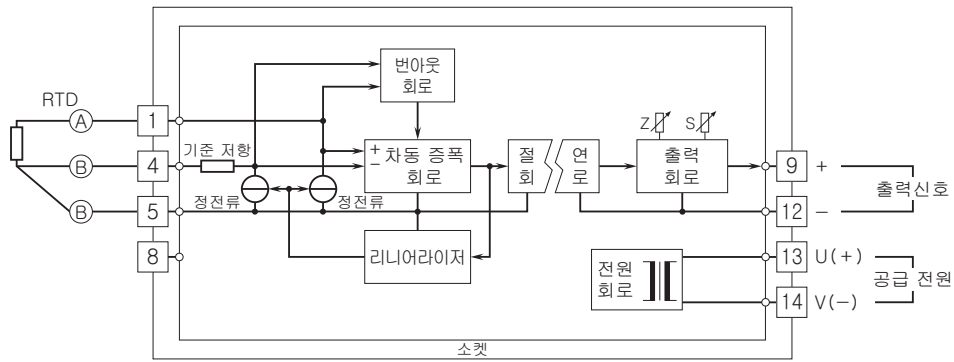 번아웃
회로
RTD
A
1
Z
S
B
4
기준 저항
+
−
차동 증폭
회로
절
회
연
로
출력
회로
9
+
B
5
정전류
정전류
12
−
출력신호
8
리니어라이저
전원
회로
13
U(+)
14
V(−)
공급 전원
소켓